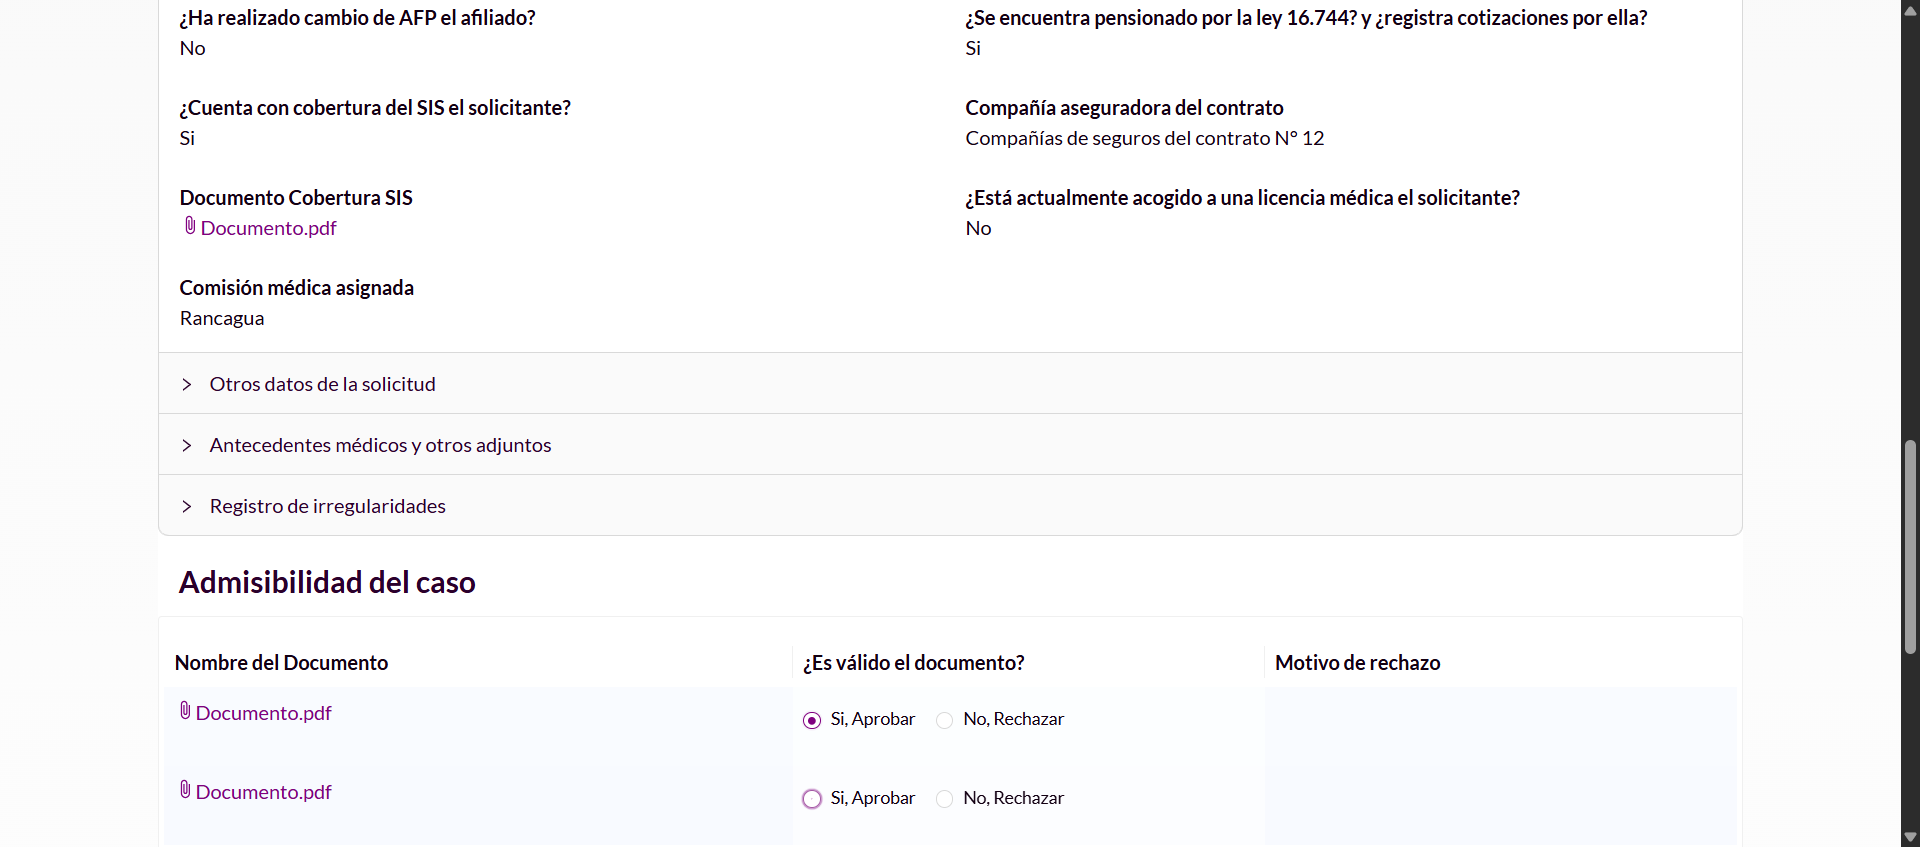 ¿Ha realizado cambio de AFP el afiliado?
No
¿Se encuentra pensionado por la ley 16.744? y ¿registra cotizaciones por ella?
Si
¿Cuenta con cobertura del SIS el solicitante?
Si
Compañía aseguradora del contrato
Compañías de seguros del contrato N° 12
Documento Cobertura SIS
Documento.pdf
¿Está actualmente acogido a una licencia médica el solicitante?
No
Comisión médica asignada
Rancagua
Otros datos de la solicitud
Antecedentes médicos y otros adjuntos
Registro de irregularidades
Admisibilidad del caso
Nombre del Documento ¿Es válido el documento? Motivo de rechazo
Documento.pdf Si, Aprobar No, Rechazar
Documento.pdf Si, Aprobar No, Rechazar